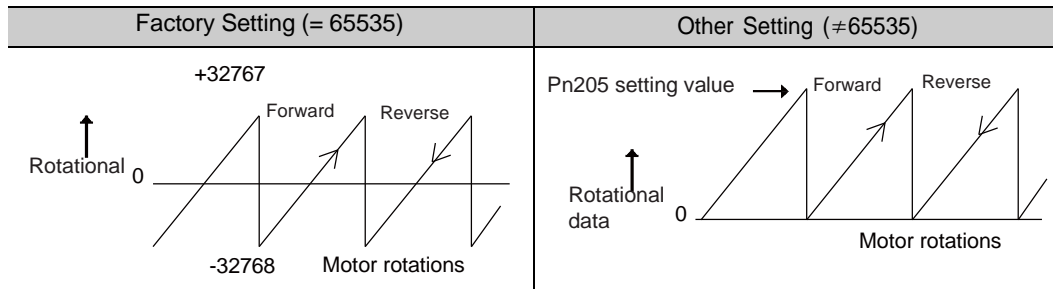 Factory Setting (= 65535)
Other Setting (≠65535)
+32767
Forward
Reverse
Rotational
0
-32768
Motor rotations
Pn205 setting value
Forward
Reverse
Rotational
data
0
Motor rotations